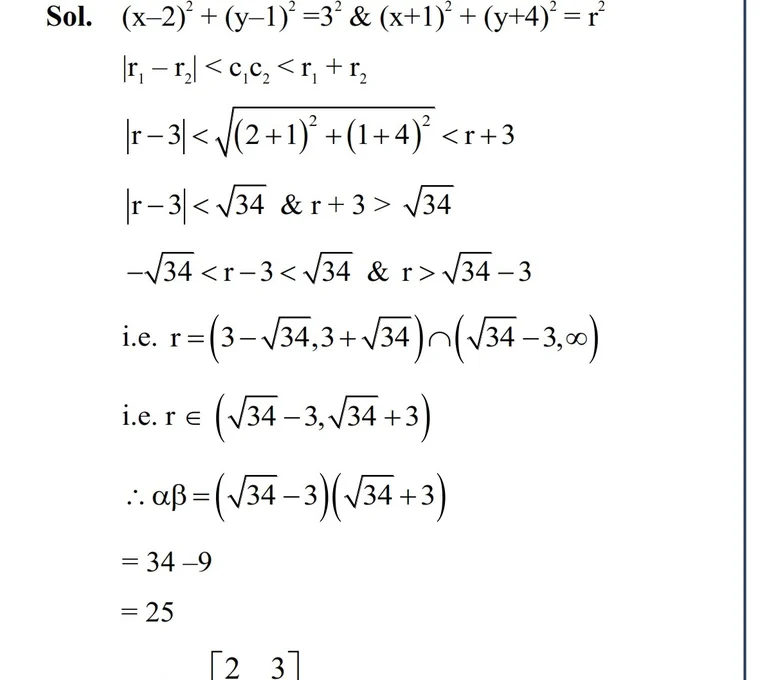 Sol. (x–2)² + (y–1)² =3² & (x+1)² + (y+4)² = r²
|r₁ – r₂| < c₁c₂ < r₁ + r₂
|r–3| < √((2+1)² + (1+4)²) < r+3
|r–3| < √34 & r + 3 > √34
–√34 < r–3 < √34 & r > √34 – 3
i.e. r = (3–√34, 3+√34) ∩ (√34 – 3, ∞)
i.e. r ∈ (√34 – 3, √34 + 3)
∴ αβ = (√34 – 3)(√34 + 3)
= 34 –9
= 25
[2 3]